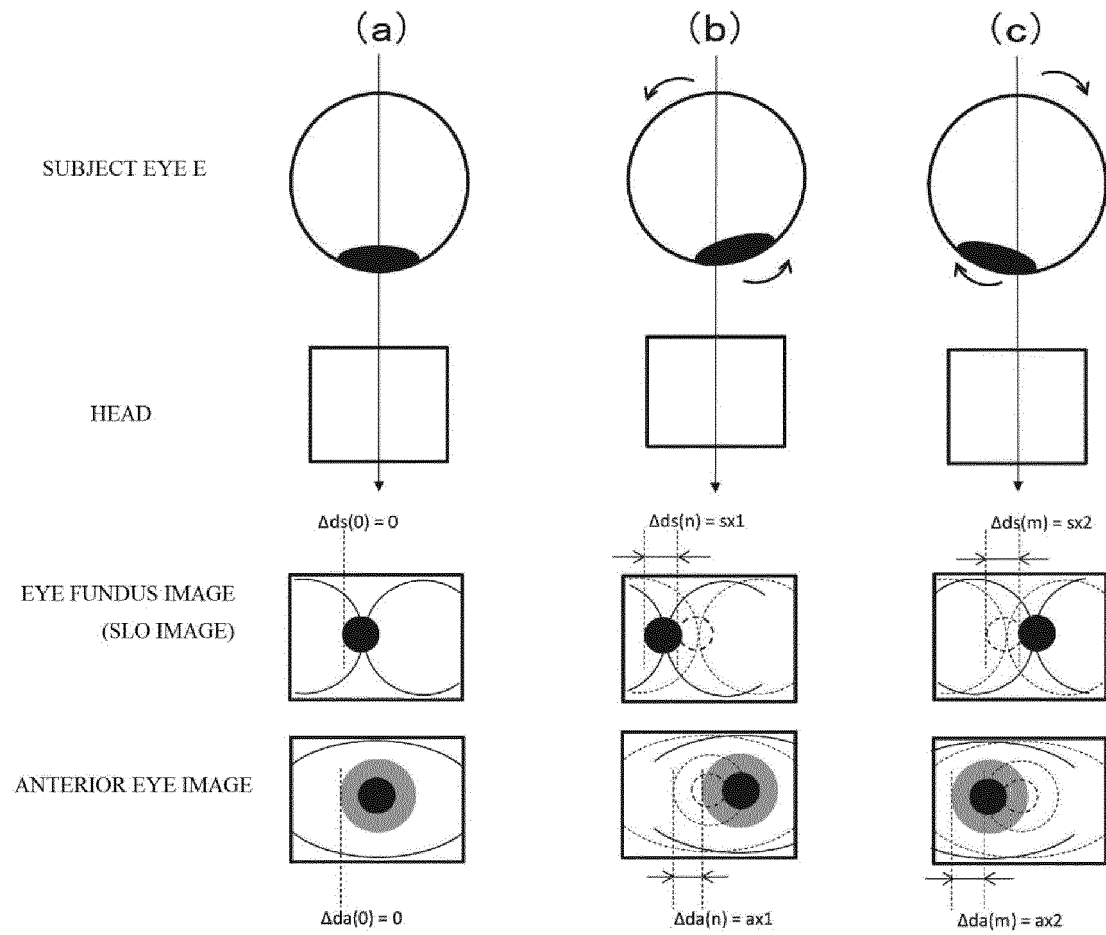 (a) (b) (c)
SUBJECT EYE E
HEAD
Δds(0) = 0 Δds(n) = sx1 Δds(m) = sx2
EYE FUNDUS IMAGE
(SLO IMAGE)
ANTERIOR EYE IMAGE
Δda(0) = 0 Δda(n) = ax1 Δda(m) = ax2